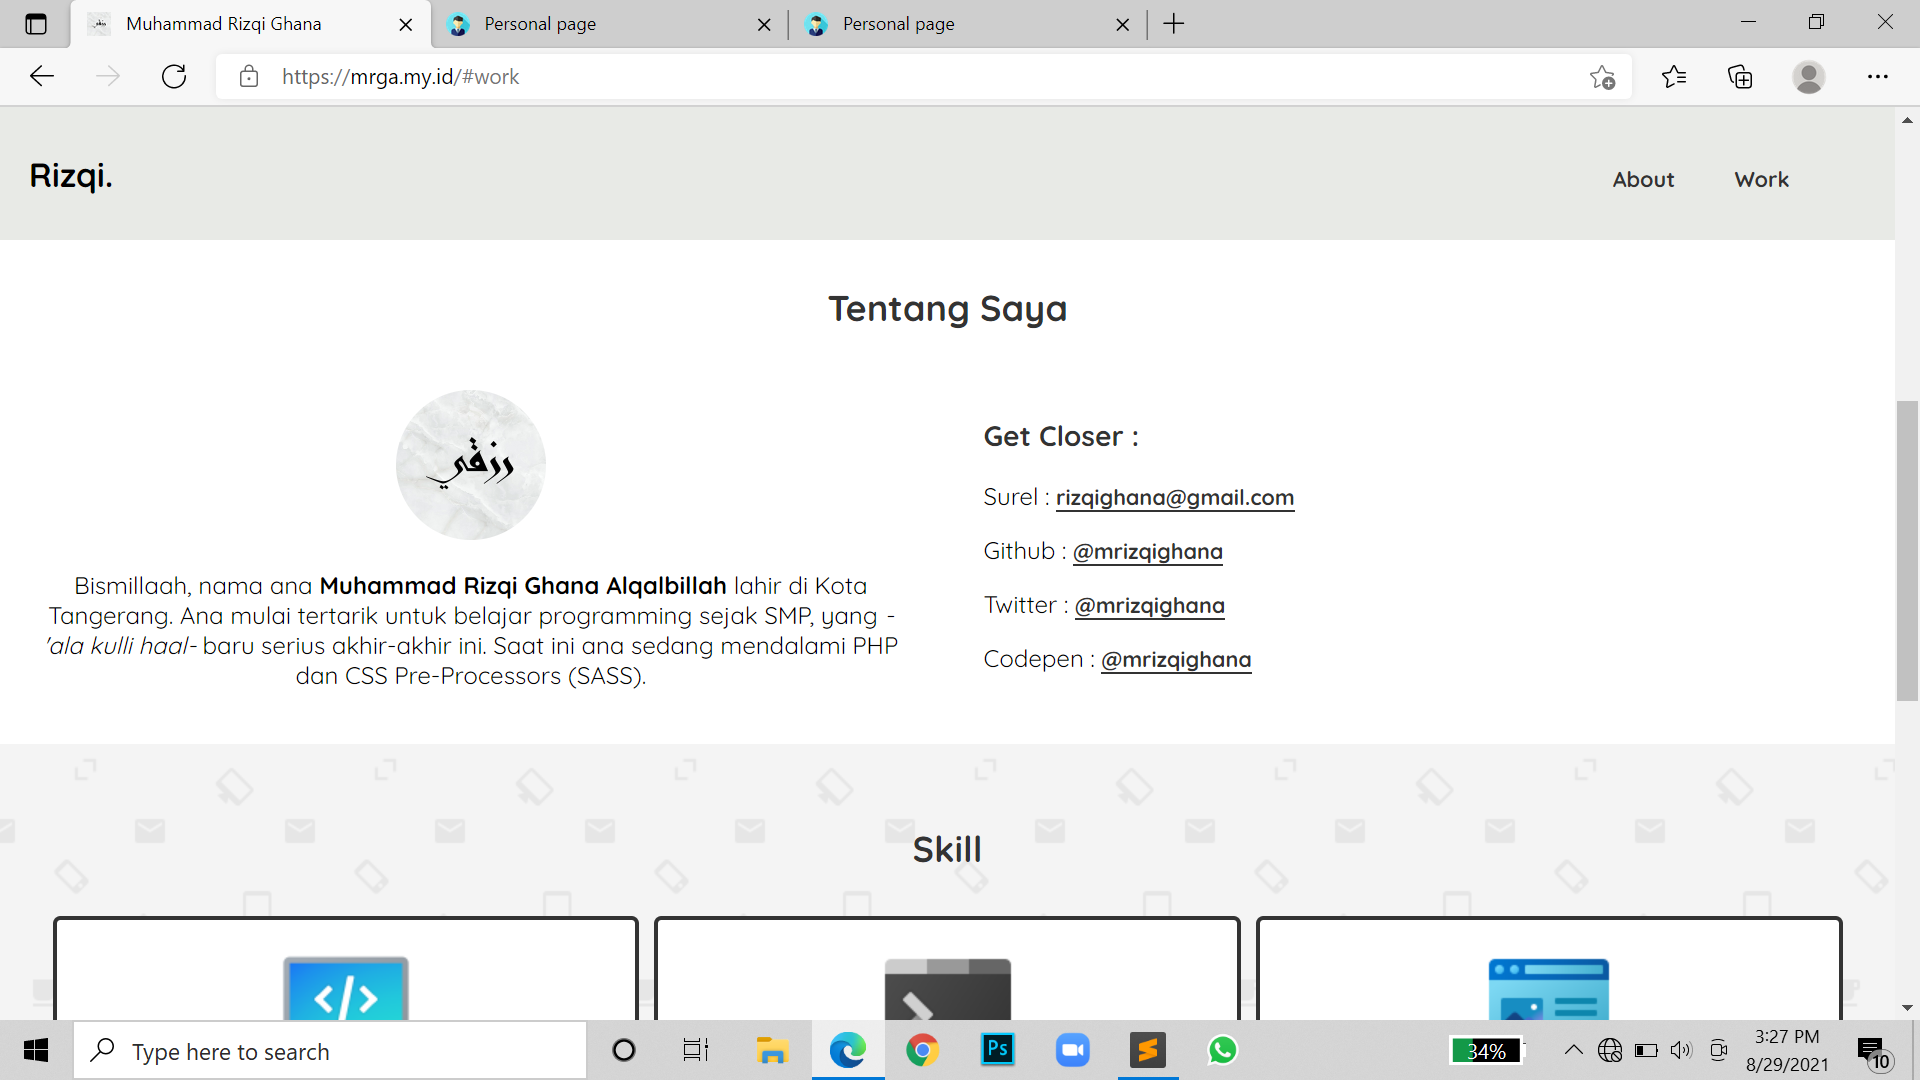 Muhammad Rizqi Ghana
Personal page
Personal page
https://mrga.my.id/#work
Rizqi.
About
Work
Tentang Saya
رزقي
Bismillaah, nama ana Muhammad Rizqi Ghana Alqalbillah lahir di Kota
Tangerang. Ana mulai tertarik untuk belajar programming sejak SMP, yang -
'ala kulli haal- baru serius akhir-akhir ini. Saat ini ana sedang mendalami PHP
dan CSS Pre-Processors (SASS).
Get Closer :
Surel : rizqighana@gmail.com
Github : @mrizqighana
Twitter : @mrizqighana
Codepen : @mrizqighana
Skill
Type here to search
Ps
34%
3:27 PM
8/29/2021
10